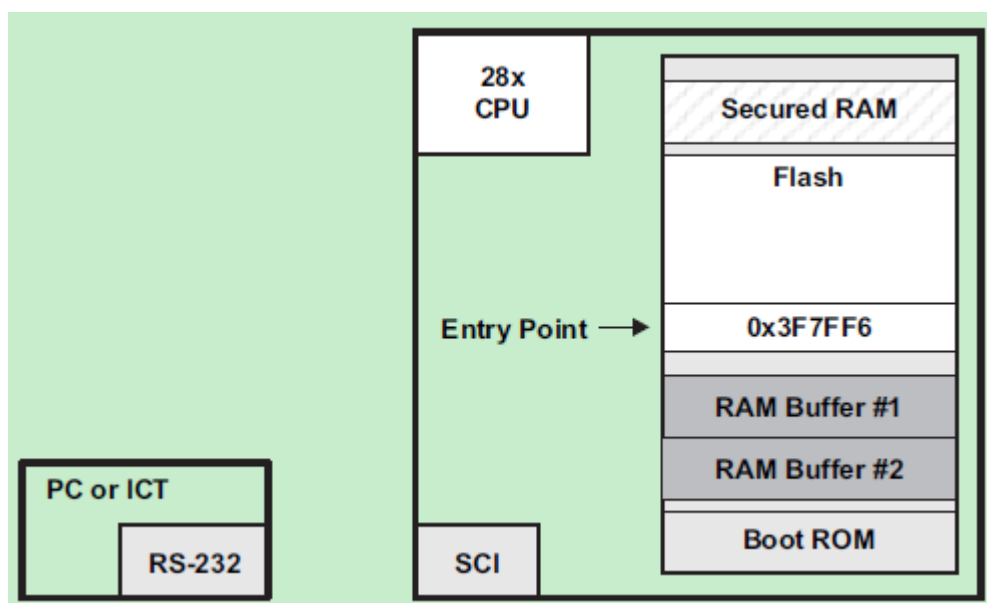 28x
CPU
Secured RAM
Flash
Entry Point
0x3F7FF6
RAM Buffer #1
RAM Buffer #2
PC or ICT
RS-232
SCI
Boot ROM